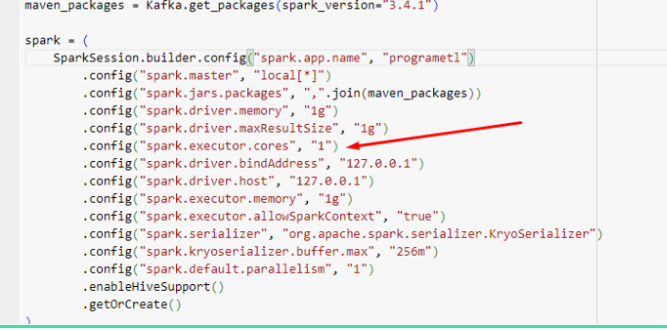 maven_packages = Kafka.get_packages(spark_version="3.4.1")
spark = (
SparkSession.builder.config("spark.app.name", "programetl")
.config("spark.master", "local[*]")
.config("spark.jars.packages", ",".join(maven_packages))
.config("spark.driver.memory", "1g")
.config("spark.driver.maxResultSize", "1g")
.config("spark.executor.cores", "1")
.config("spark.driver.bindAddress", "127.0.0.1")
.config("spark.driver.host", "127.0.0.1")
.config("spark.executor.memory", "1g")
.config("spark.executor.allowSparkContext", "true")
.config("spark.serializer", "org.apache.spark.serializer.KryoSerializer")
.config("spark.kryoserializer.buffer.max", "256m")
.config("spark.default.parallelism", "1")
.enableHiveSupport()
.getOrCreate()
)